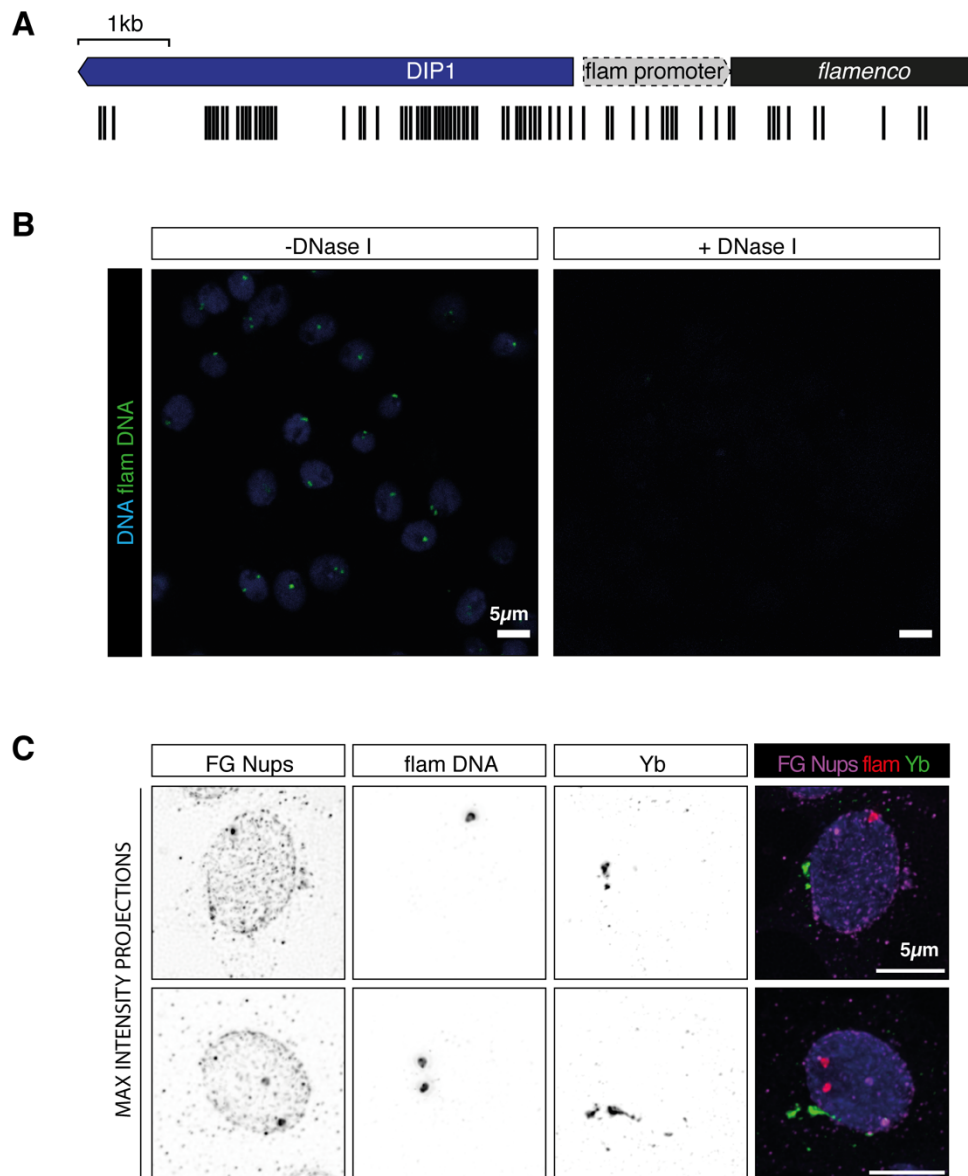 A
1kb
DIP1
flam promoter
flamenco
B
-DNase I
+ DNase I
DNA flam DNA
5μm
C
FG Nups
flam DNA
Yb
FG Nups flam Yb
MAX INTENSITY PROJECTIONS
5μm